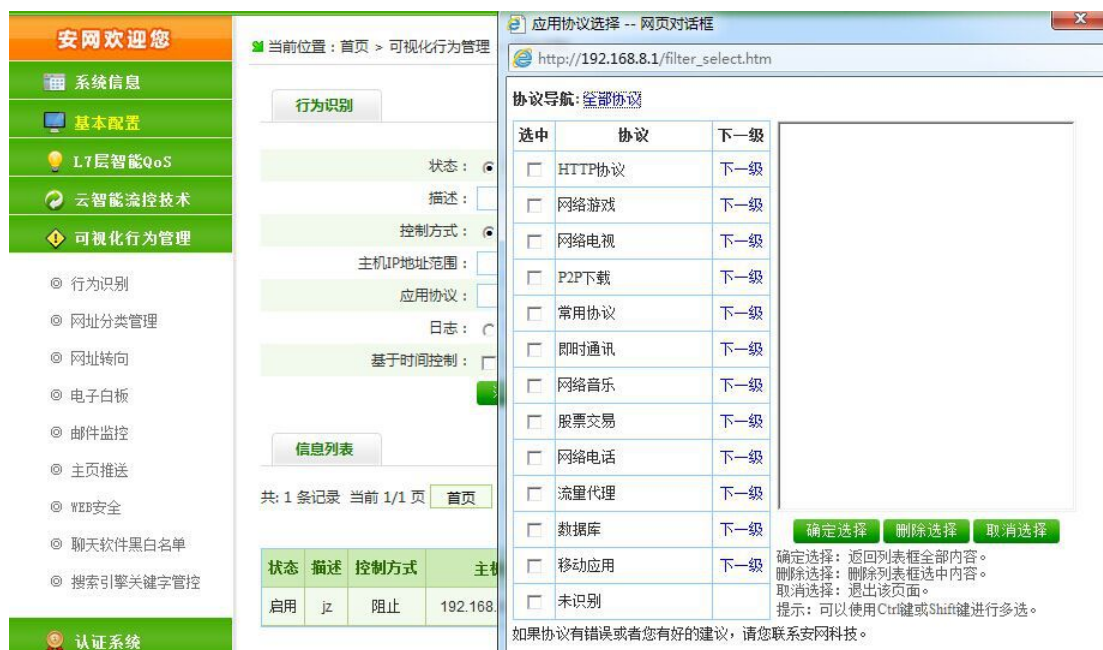 安网欢迎您
系统信息
基本配置
L7层智能QoS
云智能流控技术
可视化行为管理
行为识别
网址分类管理
网址转向
电子白板
邮件监控
主页推送
WEB安全
聊天软件黑白名单
搜索引擎关键字管控
认证系统
当前位置：首页 > 可视化行为管理
行为识别
状态：
描述：
控制方式：
主机IP地址范围：
应用协议：
日志：
基于时间控制：
信息列表
共: 1 条记录 当前 1/1 页 首页
状态 描述 控制方式 主
启用 jz 阻止 192.168.
应用协议选择 -- 网页对话框
http://192.168.8.1/filter_select.htm
协议导航: 全部协议
选中 协议 下一级
HTTP协议 下一级
网络游戏 下一级
网络电视 下一级
P2P下载 下一级
常用协议 下一级
即时通讯 下一级
网络音乐 下一级
股票交易 下一级
网络电话 下一级
流量代理 下一级
数据库 下一级
移动应用 下一级
未识别
确定选择 删除选择 取消选择
确定选择：返回列表框全部内容。
删除选择：删除列表框选中内容。
取消选择：退出该页面。
提示：可以使用Ctrl键或Shift键进行多选。
如果协议有错误或者您有好的建议，请您联系安网科技。